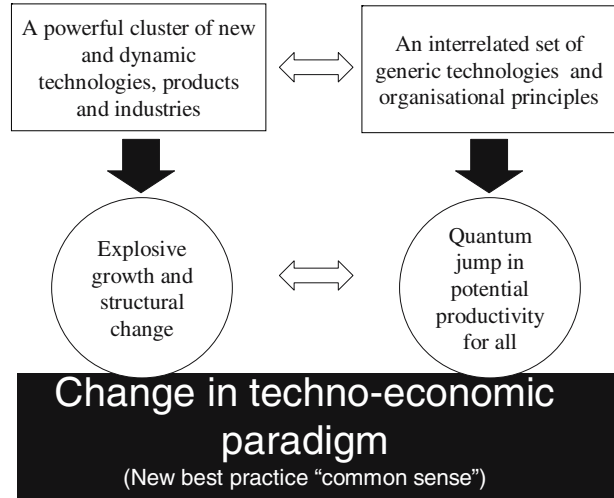 A powerful cluster of new
and dynamic
technologies, products
and industries
An interrelated set of
generic technologies and
organisational principles
Explosive
growth and
structural
change
Quantum
jump in
potential
productivity
for all
Change in techno-economic
paradigm
(New best practice “common sense”)